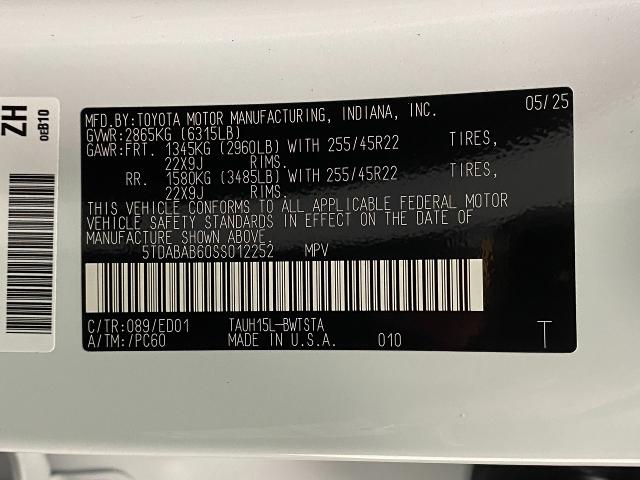 ZH
0EB10
MFD.BY:TOYOTA MOTOR MANUFACTURING, INDIANA, INC. 05/25
GVWR:2865KG (6315LB)
GAWR:FRT. 1345KG (2960LB) WITH 255/45R22 TIRES,
22X9J RIMS.
RR. 1580KG (3485LB) WITH 255/45R22 TIRES,
22X9J RIMS.
THIS VEHICLE CONFORMS TO ALL APPLICABLE FEDERAL MOTOR
VEHICLE SAFETY STANDARDS IN EFFECT ON THE DATE OF
MANUFACTURE SHOWN ABOVE.
5TDABAB60SS012252 MPV
C/TR:089/ED01 TAUH15L-BWTSTA
A/TM:/PC60 MADE IN U.S.A. 010 T